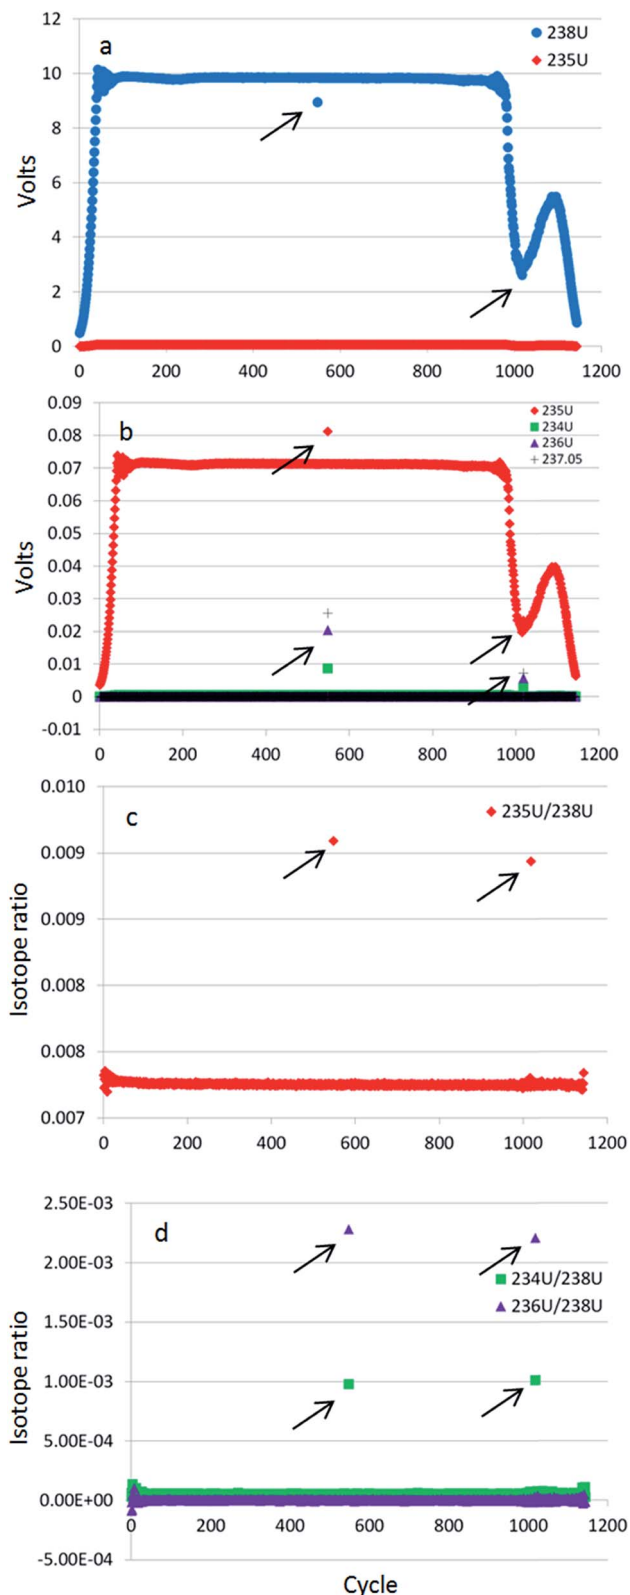 a
238U
235U
12
10
8
6
4
2
0
Volts
0 200 400 600 800 1000 1200
b
235U
234U
236U
237.05
0.09
0.08
0.07
0.06
0.05
0.04
0.03
0.02
0.01
0
-0.01
Volts
0 200 400 600 800 1000 1200
c
235U/238U
0.010
0.009
0.009
0.008
0.008
0.007
Isotope ratio
0 200 400 600 800 1000 1200
d
234U/238U
236U/238U
2.50E-03
2.00E-03
1.50E-03
1.00E-03
5.00E-04
0.00E+00
-5.00E-04
Isotope ratio
0 200 400 600 800 1000 1200
Cycle